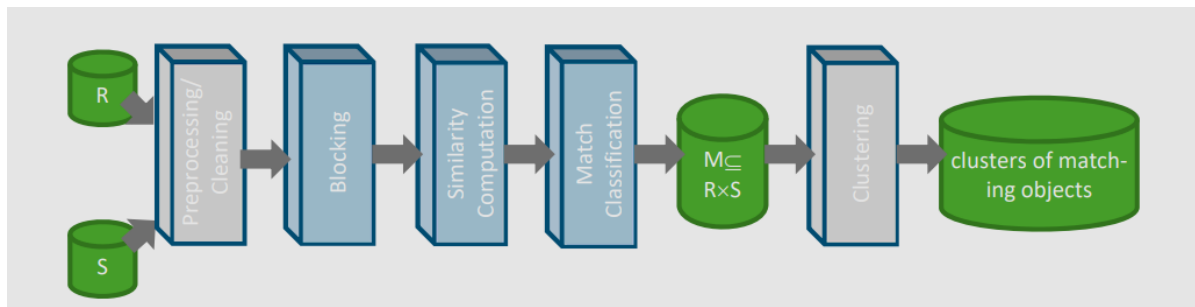 R
S
Preprocessing/
Cleaning
Blocking
Similarity
Computation
Match
Classification
M⊆
R×S
Clustering
clusters of match-
ing objects